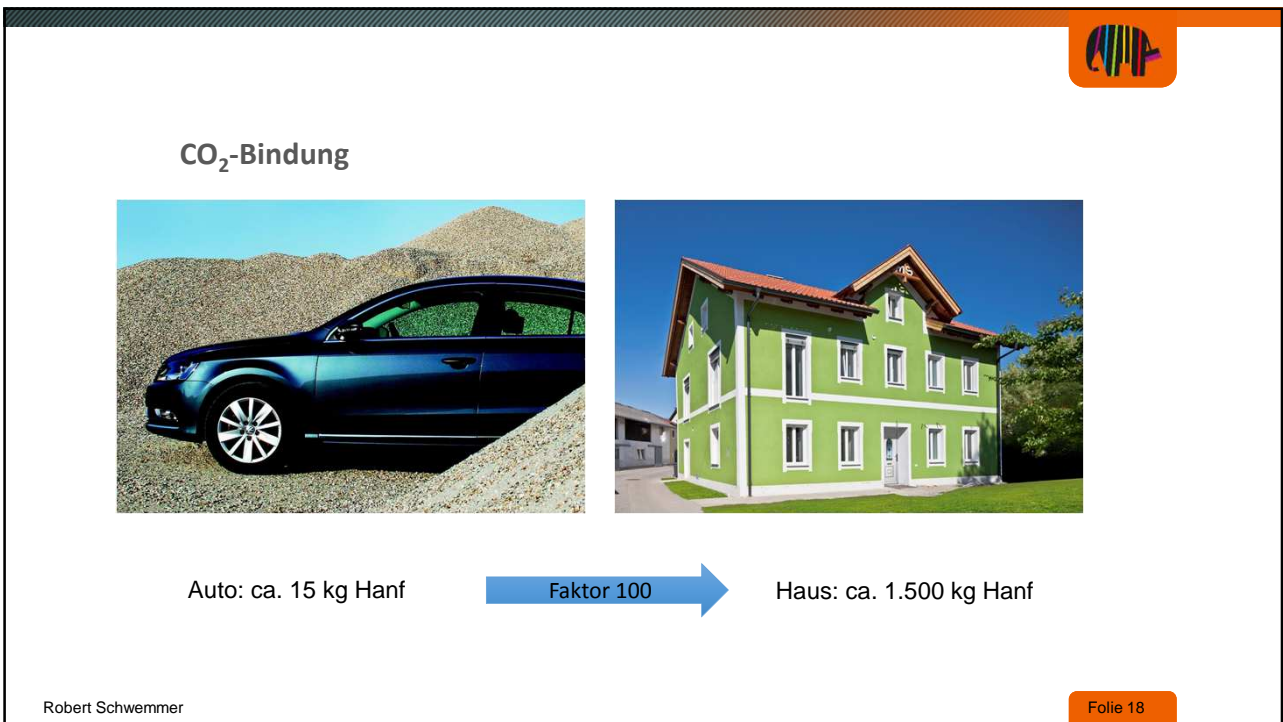 CO₂-Bindung
Auto: ca. 15 kg Hanf
Faktor 100
Haus: ca. 1.500 kg Hanf
Robert Schwemmer
Folie 18